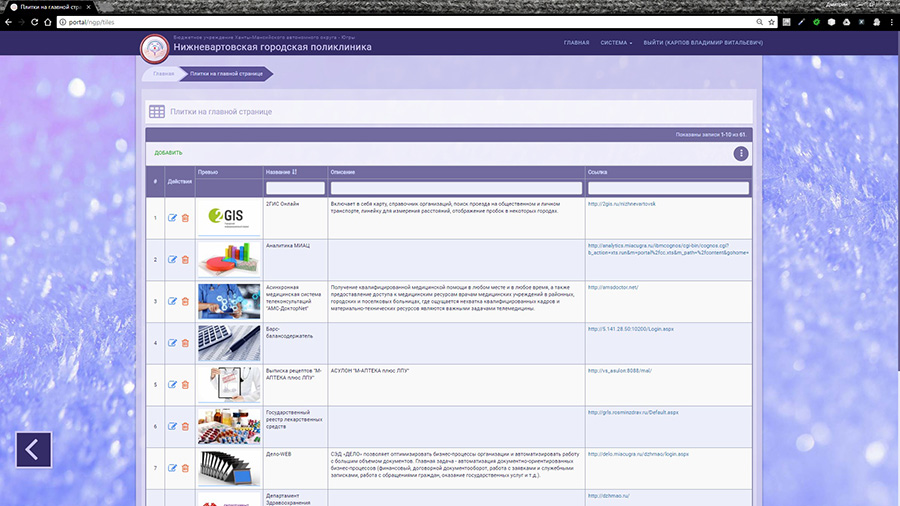 Плитки на главной стра
Дмитрий
portal/ngp/tiles
Бюджетное учреждение Ханты-Мансийского автономного округа - Югры
Нижневартовская городская поликлиника
ГЛАВНАЯ СИСТЕМА ВЫЙТИ (КАРПОВ ВЛАДИМИР ВИТАЛЬЕВИЧ)
Главная Плитки на главной странице
Плитки на главной странице
Показаны записи 1-10 из 61.
ДОБАВИТЬ
# Действия Превью Название Описание Ссылка
1 2GIS 2ГИС Онлайн Включает в себя карту, справочник организаций, поиск проезда на общественном и личном http://2gis.ru/nizhnevartovsk
транспорте, линейку для измерения расстояний, отображение пробок в некоторых городах.
2 Аналитика МИАЦ http://analytics.miacugra.ru/ibmcognos/cgi-bin/cognos.cgi?
b_action=xts.run&m=portal%2fcc.xts&m_path=%2fcontent&gohome=
3 Асинхронная Получение квалифицированной медицинской помощи в любом месте и в любое время, а также http://amsdoctor.net/
медицинская система предоставление доступа к медицинским ресурсам врачам медицинских учреждений в районных,
телеконсультаций городских и поселковых больницах, где ощущается нехватка квалифицированных кадров и
"АМС-ДокторNet" материально-технических ресурсов являются важными задачами телемедицины.
4 Барс- http://5.141.28.50:10200/Login.aspx
балансодержатель
5 Выписка рецептов "М- АСУЛОН "М-АПТЕКА плюс ЛПУ" http://vs_asulon:8088/mal/
АПТЕКА плюс ЛПУ"
6 Государственный http://grls.rosminzdrav.ru/Default.aspx
реестр лекарственных
средств
7 Дело-WEB СЭД «ДЕЛО» позволяет оптимизировать бизнес-процессы организации и автоматизировать работу http://delo.miacugra.ru/dzhmao/login.aspx
с большим объемом документов. Главная задача - автоматизация документно-ориентированных
бизнес-процессов (финансовый, договорной документооборот, работа с заявками и служебными
записками, работа с обращениями граждан, оказание государственных услуг и т.д.).
Департамент http://dzhmao.ru/
Здравоохранения